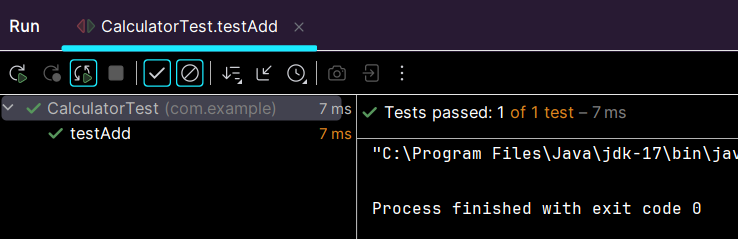 Run CalculatorTest.testAdd
CalculatorTest (com.example) 7 ms
testAdd 7 ms
Tests passed: 1 of 1 test – 7 ms
"C:\Program Files\Java\jdk-17\bin\jav
Process finished with exit code 0